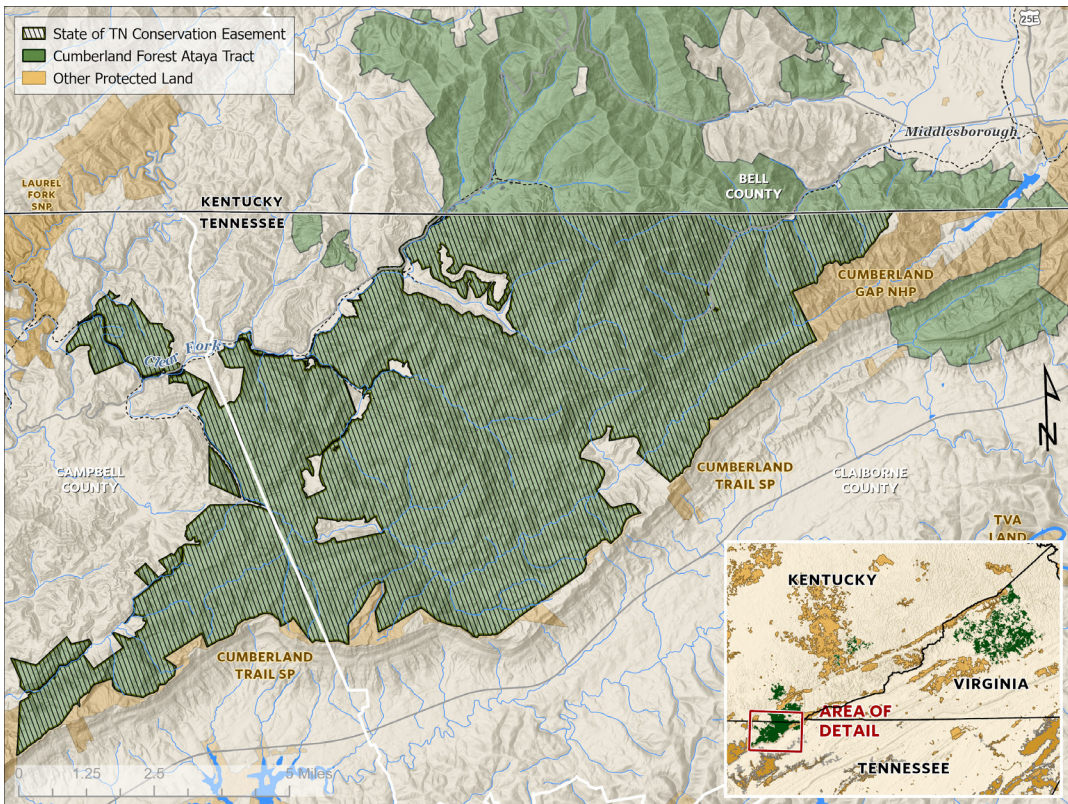 State of TN Conservation Easement
Cumberland Forest Ataya Tract
Other Protected Land
25E
Middlesborough
LAUREL
FORK
SNP
KENTUCKY
TENNESSEE
BELL
COUNTY
CUMBERLAND
GAP NHP
Clear Fork
CAMPBELL
COUNTY
CUMBERLAND
TRAIL SP
CLAIBORNE
COUNTY
N
TVA
LAND
CUMBERLAND
TRAIL SP
0 1.25 2.5 5 Miles
KENTUCKY
VIRGINIA
AREA OF
DETAIL
TENNESSEE